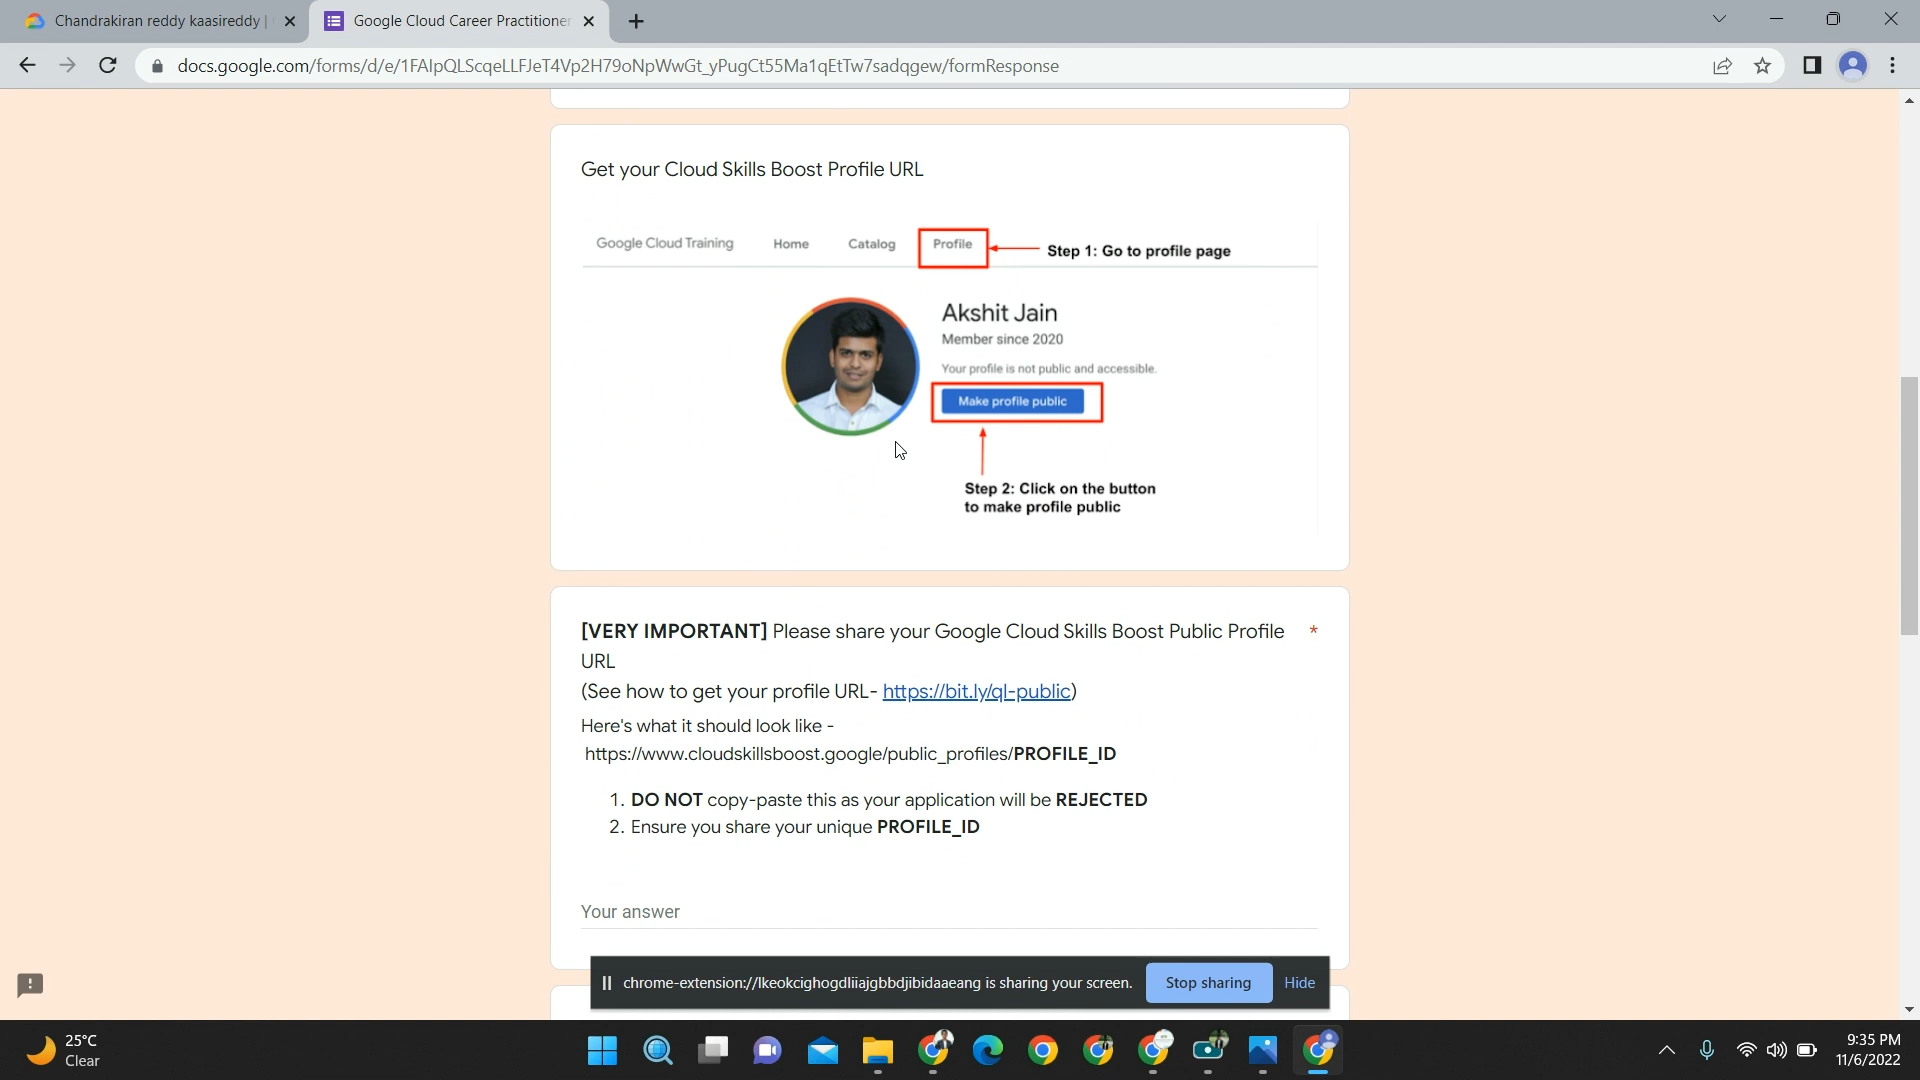 Chandrakiran reddy kaasireddy |
Google Cloud Career Practitioner
docs.google.com/forms/d/e/1FAIpQLScqeLLFJeT4Vp2H79oNpWwGt_yPugCt55Ma1qEtTw7sadqgew/formResponse
Get your Cloud Skills Boost Profile URL
Google Cloud Training Home Catalog Profile Step 1: Go to profile page
Akshit Jain
Member since 2020
Your profile is not public and accessible.
Make profile public
Step 2: Click on the button
to make profile public
[VERY IMPORTANT] Please share your Google Cloud Skills Boost Public Profile *
URL
(See how to get your profile URL- https://bit.ly/ql-public)
Here's what it should look like -
https://www.cloudskillsboost.google/public_profiles/PROFILE_ID
1. DO NOT copy-paste this as your application will be REJECTED
2. Ensure you share your unique PROFILE_ID
Your answer
chrome-extension://lkeokcighogdliiajgbbdjibidaaeang is sharing your screen. Stop sharing Hide
25°C
Clear
9:35 PM
11/6/2022